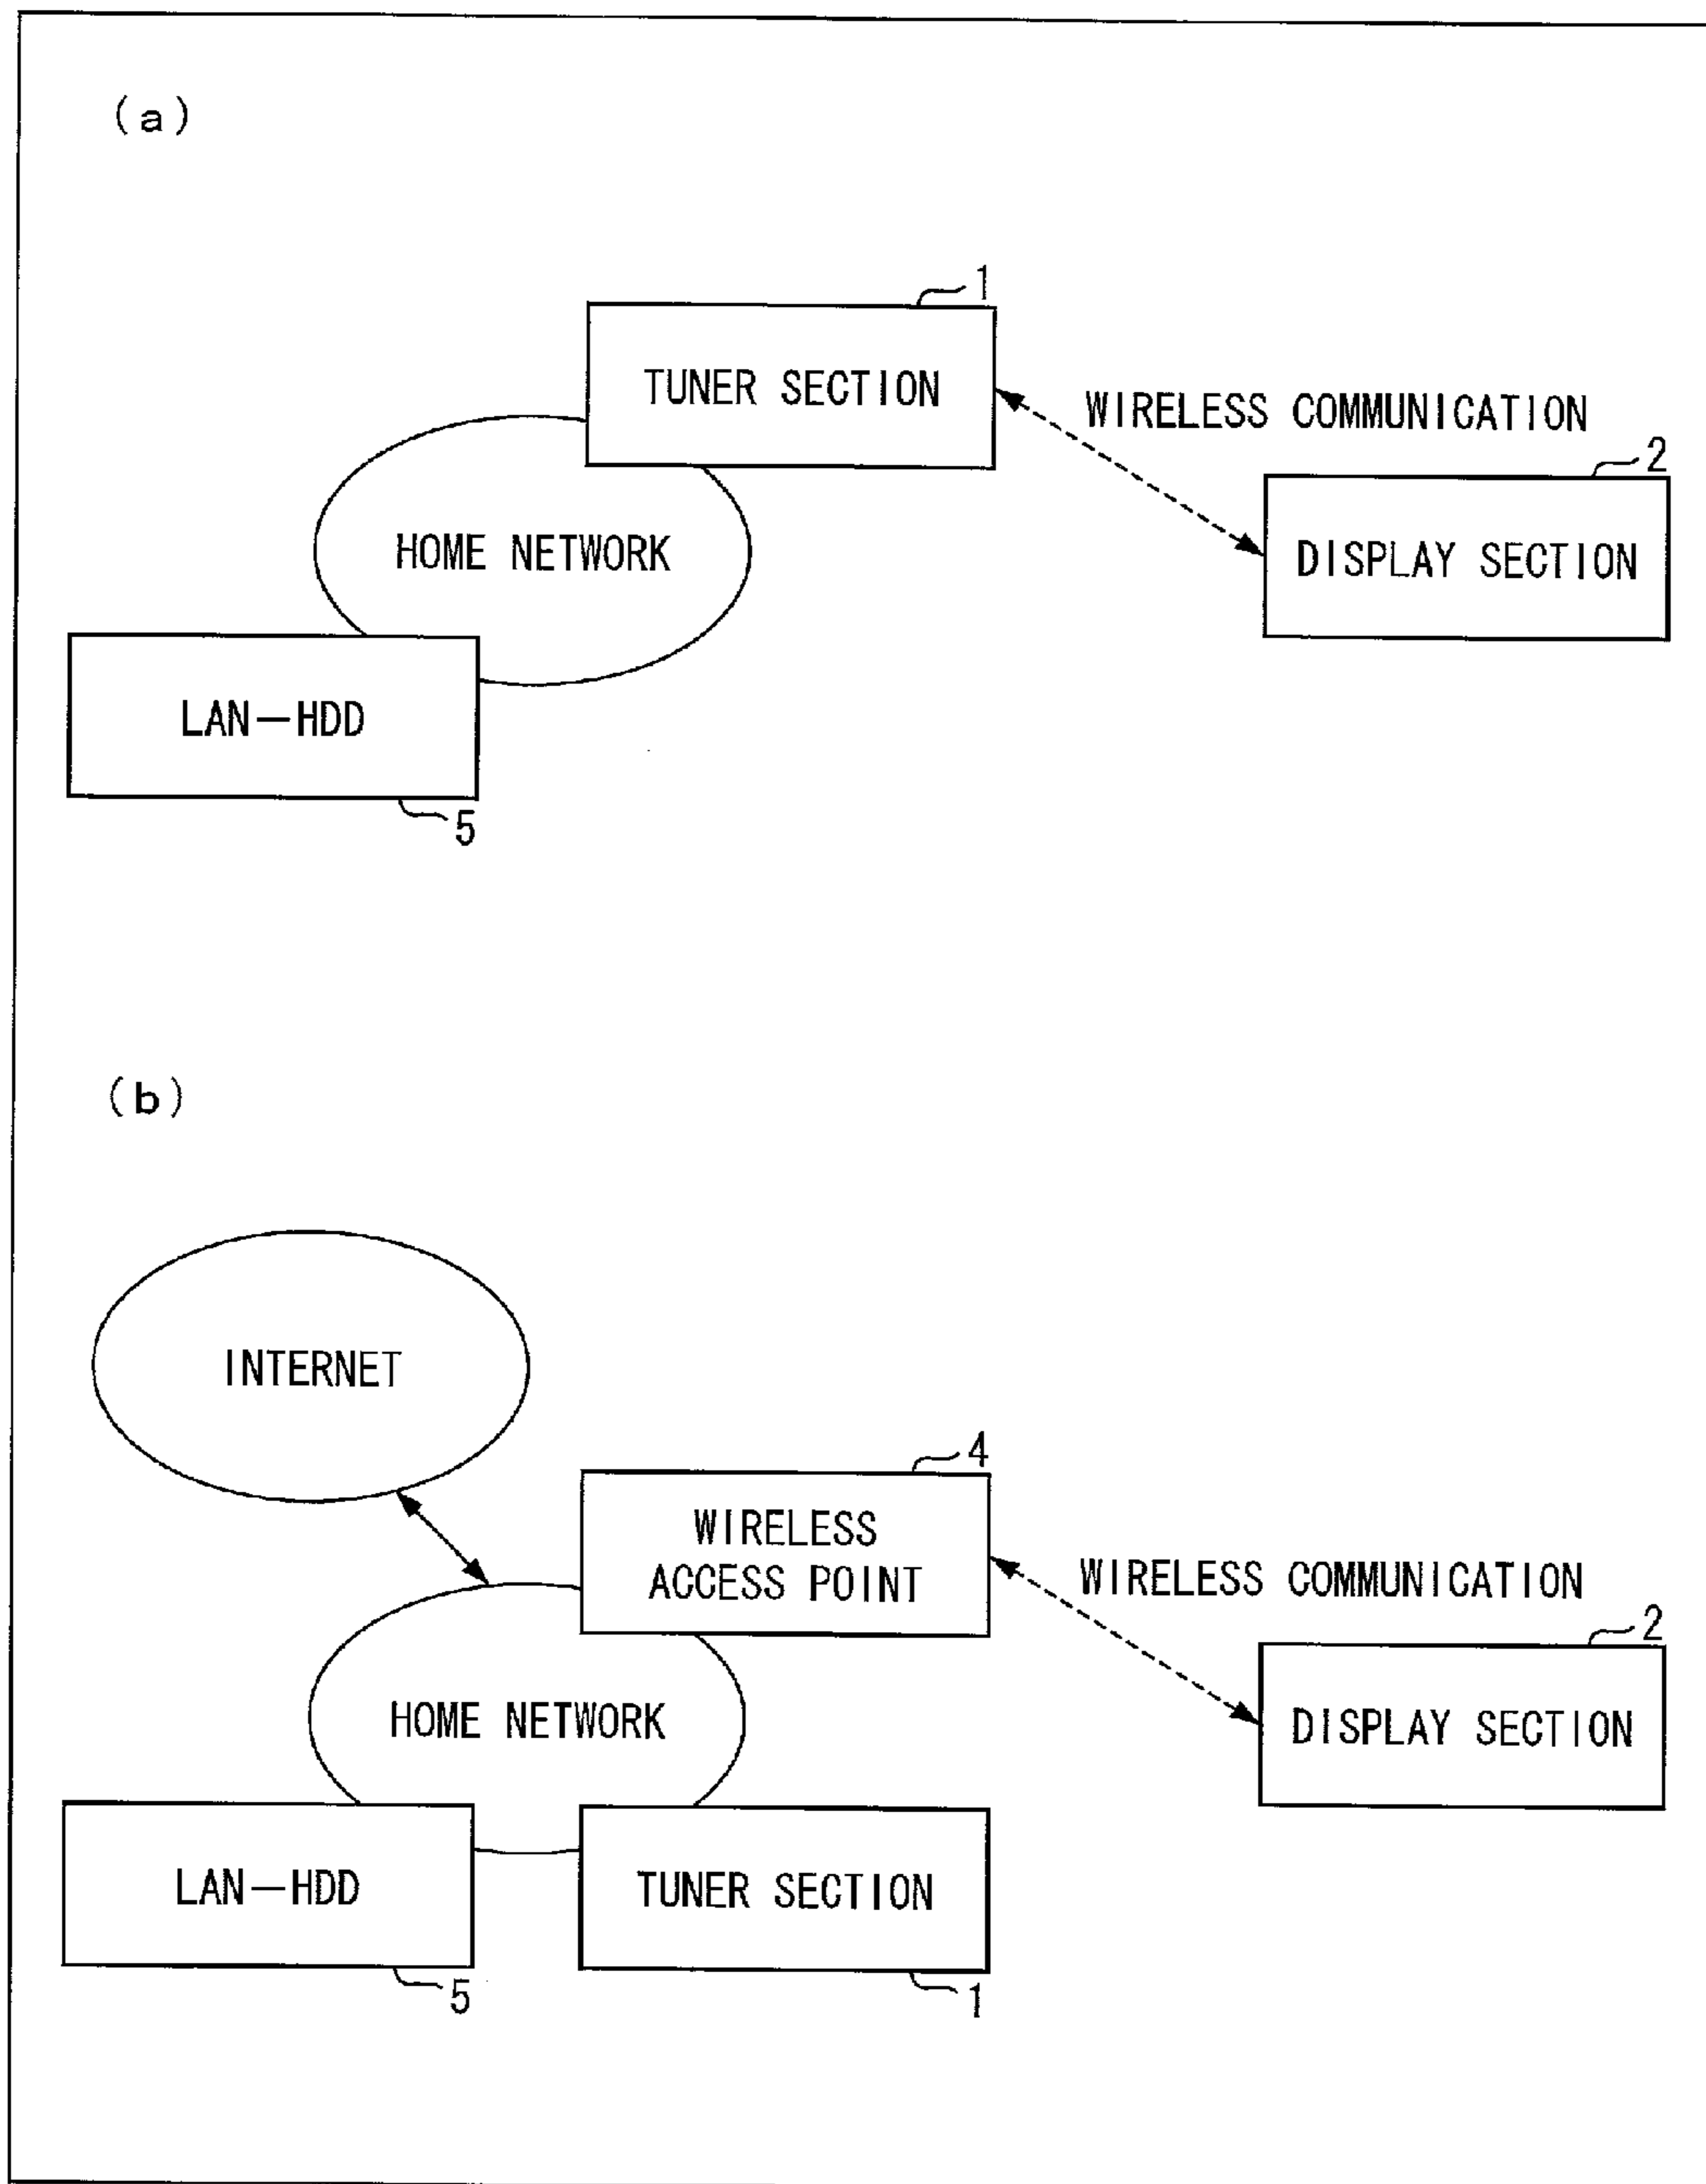 (a)
1
TUNER SECTION
WIRELESS COMMUNICATION
2
HOME NETWORK
DISPLAY SECTION
LAN—HDD
5
(b)
INTERNET
4
WIRELESS
ACCESS POINT
WIRELESS COMMUNICATION
2
HOME NETWORK
DISPLAY SECTION
LAN—HDD
TUNER SECTION
5
1